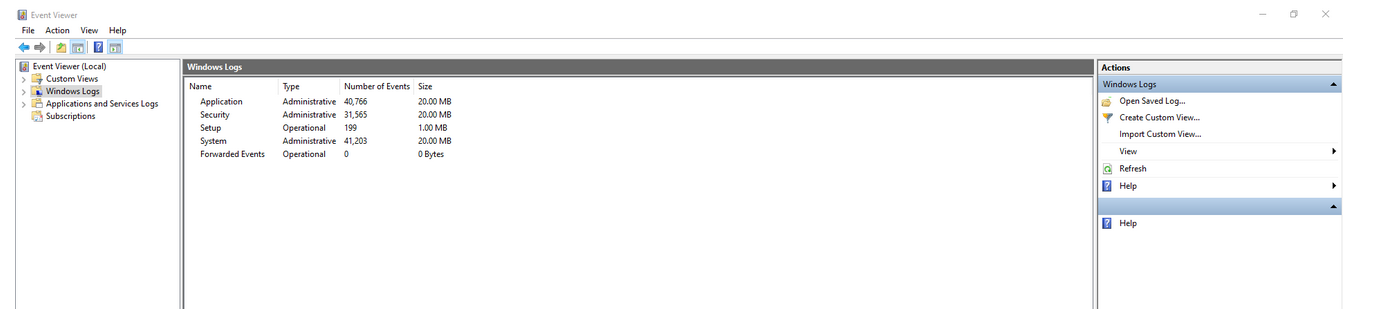 Event Viewer
File Action View Help
Event Viewer (Local)
Custom Views
Windows Logs
Applications and Services Logs
Subscriptions
Windows Logs
Name Type Number of Events Size
Application Administrative 40,766 20.00 MB
Security Administrative 31,565 20.00 MB
Setup Operational 199 1.00 MB
System Administrative 41,203 20.00 MB
Forwarded Events Operational 0 0 Bytes
Actions
Windows Logs
Open Saved Log...
Create Custom View...
Import Custom View...
View
Refresh
Help
Help